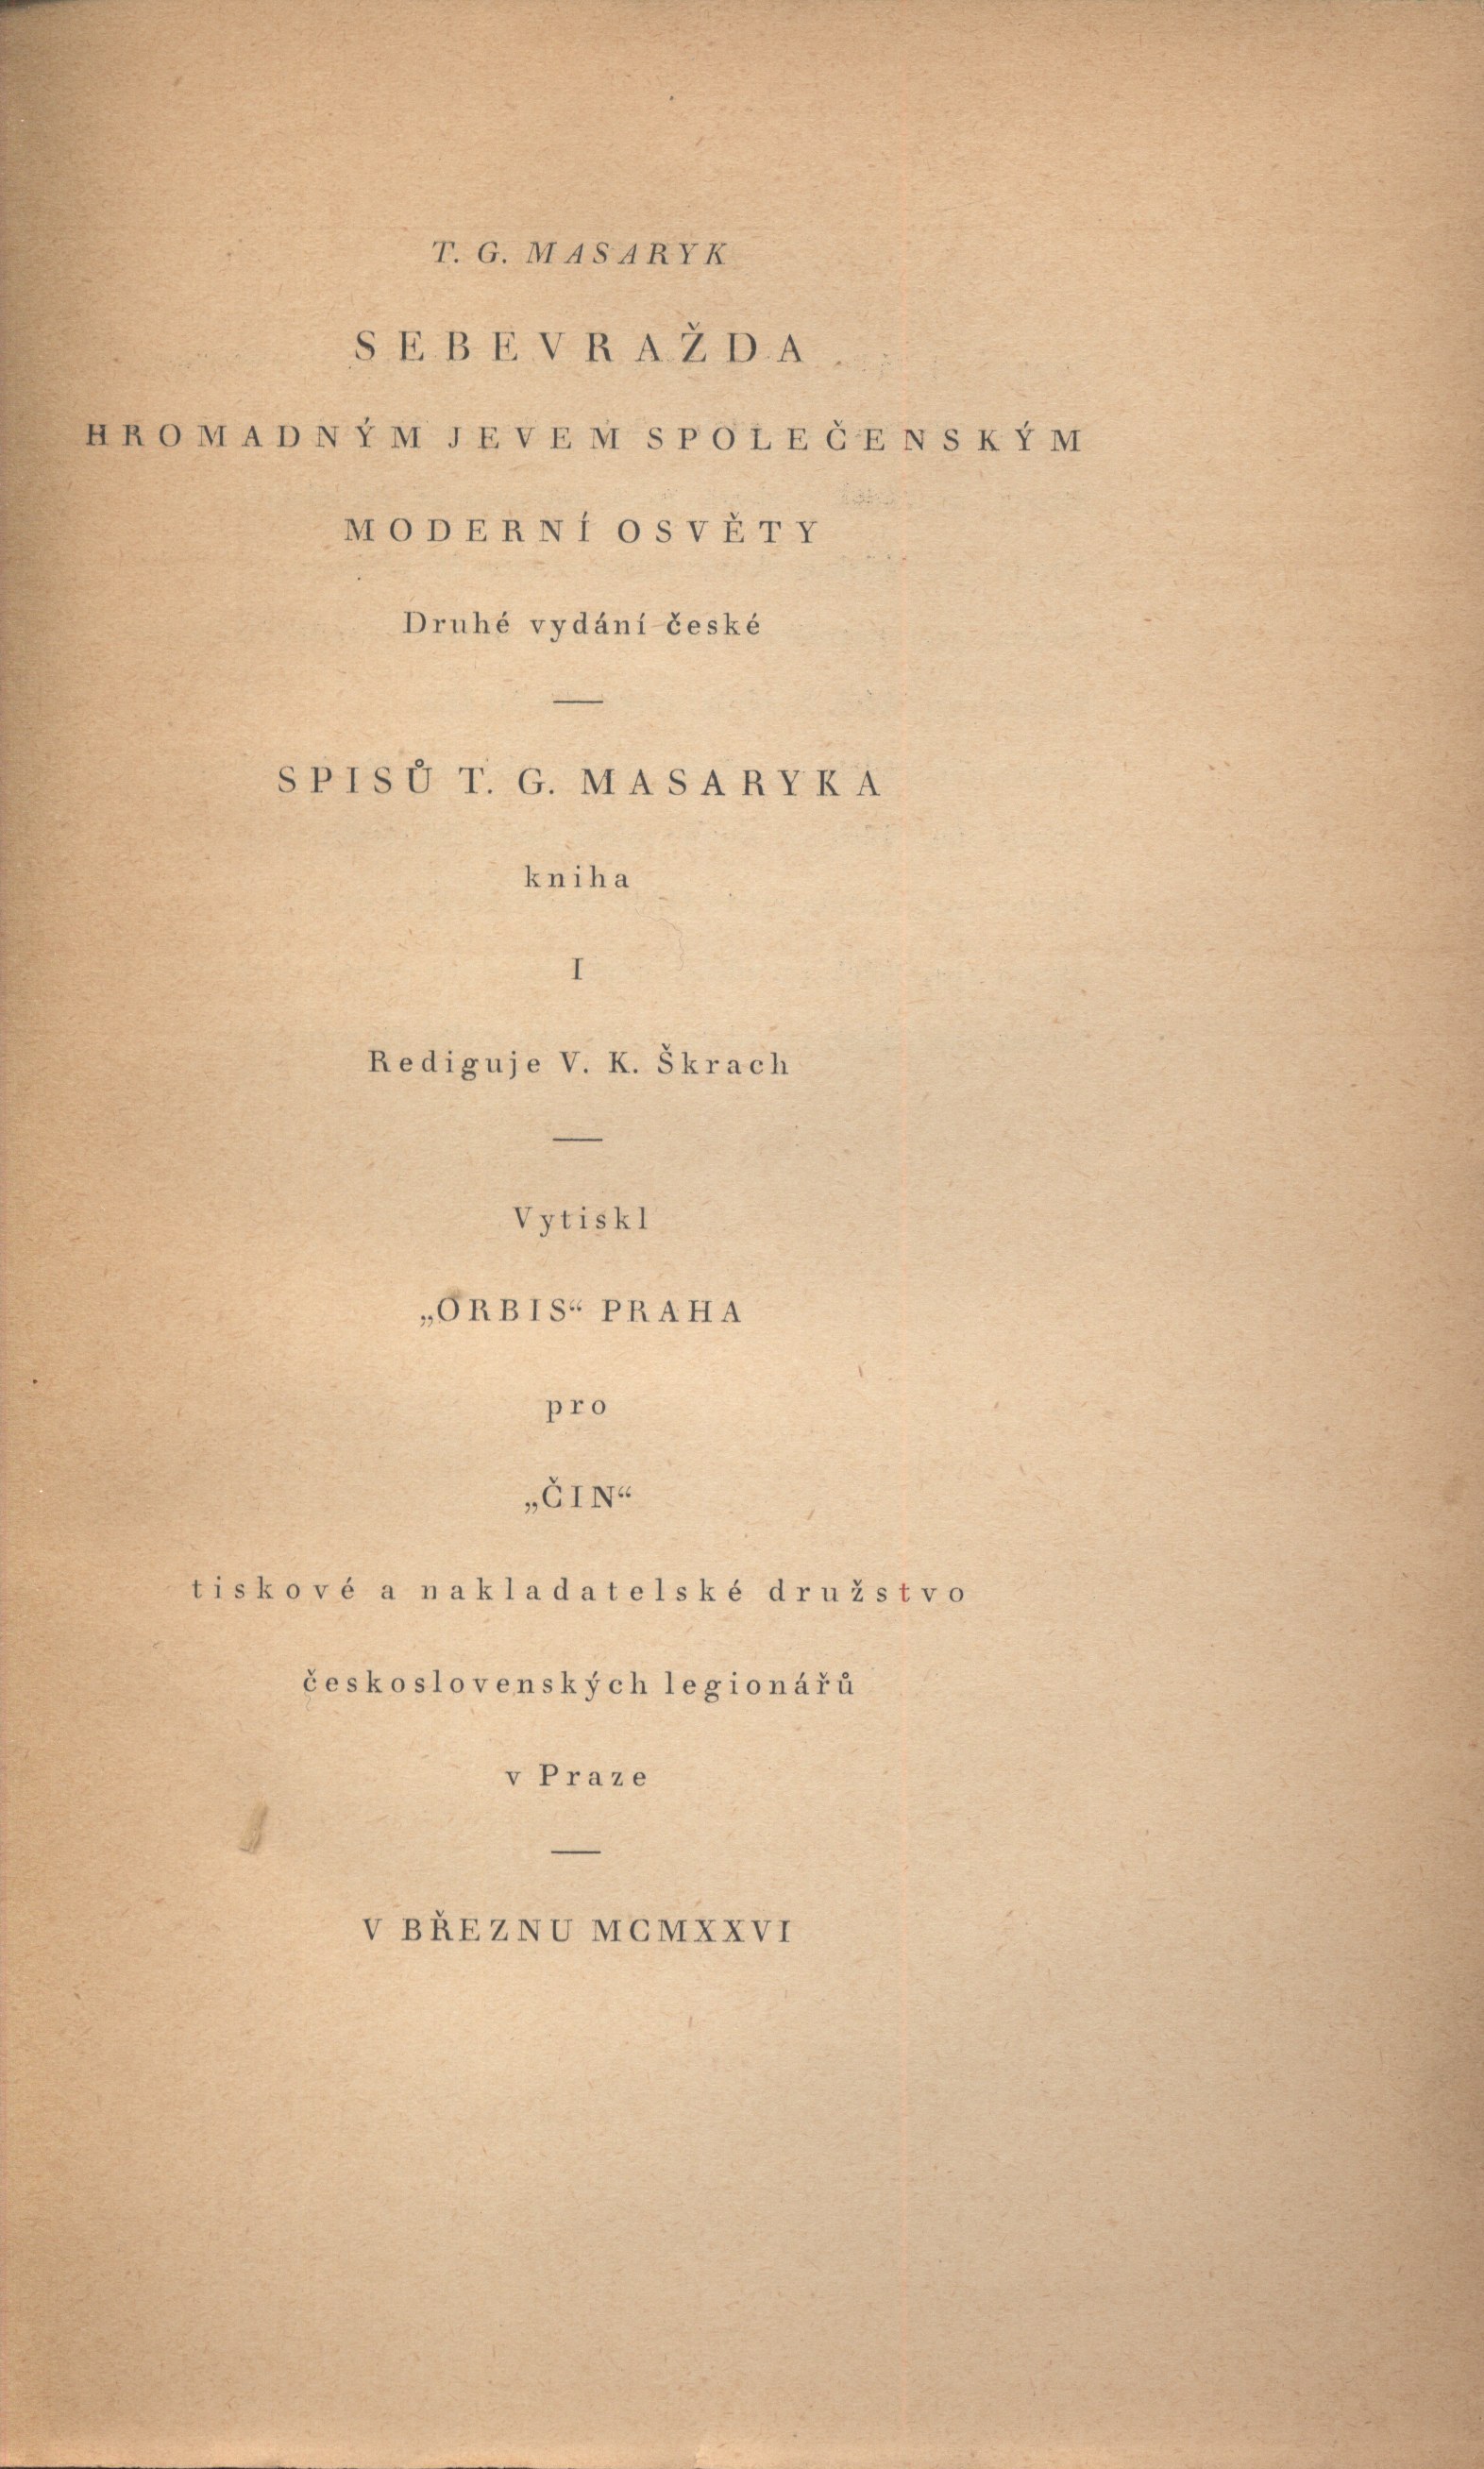 T. G. MASARYK
SEBEVRAŽDA
HROMADNÝM JEVEM SPOLEČENSKÝM
MODERNÍ OSVĚTY
Druhé vydání české
SPISŮ T. G. MASARYKA
kniha
I
Rediguje V. K. Škrach
Vytiskl
„ORBIS“ PRAHA
pro
„ČIN“
tiskové a nakladatelské družstvo
československých legionářů
v Praze
V BŘEZNU MCMXXVI